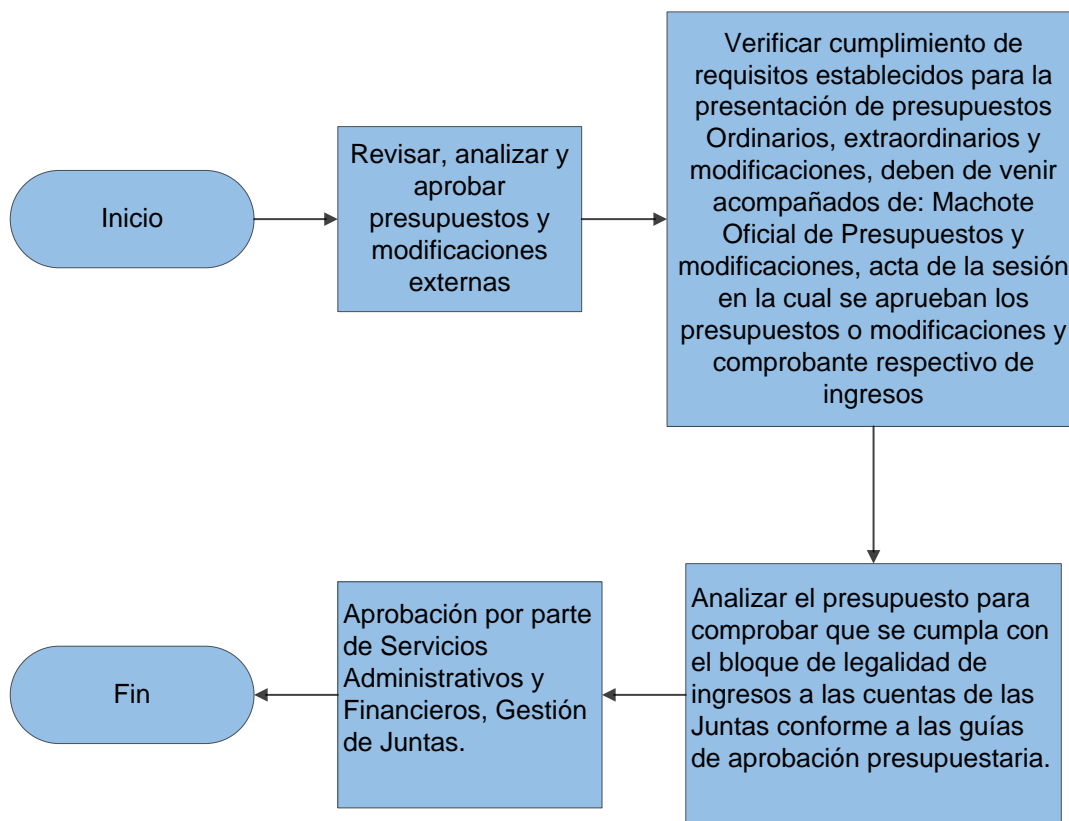 Inicio
Revisar, analizar y
aprobar
presupuestos y
modificaciones
externas
Verificar cumplimiento de
requisitos establecidos para la
presentación de presupuestos
Ordinarios, extraordinarios y
modificaciones, deben de venir
acompañados de: Machote
Oficial de Presupuestos y
modificaciones, acta de la sesión
en la cual se aprueban los
presupuestos o modificaciones y
comprobante respectivo de
ingresos
Analizar el presupuesto para
comprobar que se cumpla con
el bloque de legalidad de
ingresos a las cuentas de las
Juntas conforme a las guías
de aprobación presupuestaria.
Aprobación por parte
de Servicios
Administrativos y
Financieros, Gestión
de Juntas.
Fin